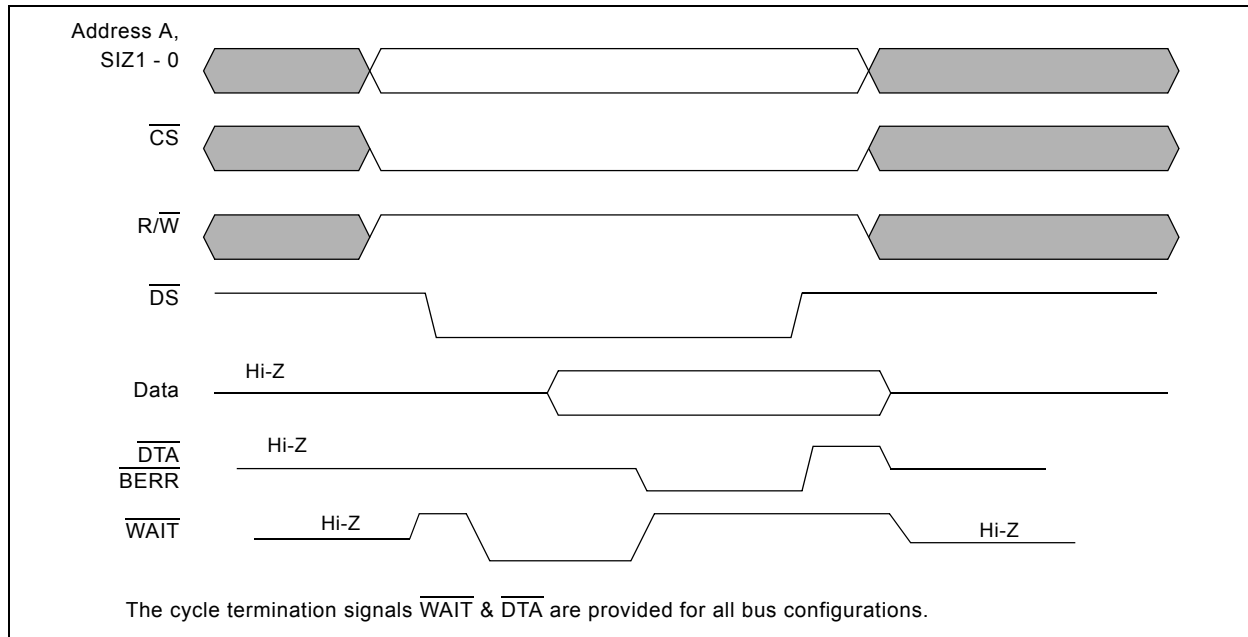 Address A,
SIZ1 - 0
CS
R/W
DS
Hi-Z
Data
Hi-Z
DTA
BERR
Hi-Z
WAIT
Hi-Z
The cycle termination signals WAIT & DTA are provided for all bus configurations.